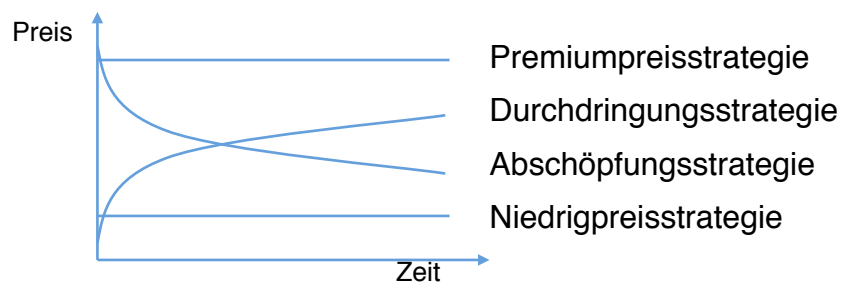 Preis
Premiumpreisstrategie
Durchdringungsstrategie
Abschöpfungsstrategie
Niedrigpreisstrategie
Zeit